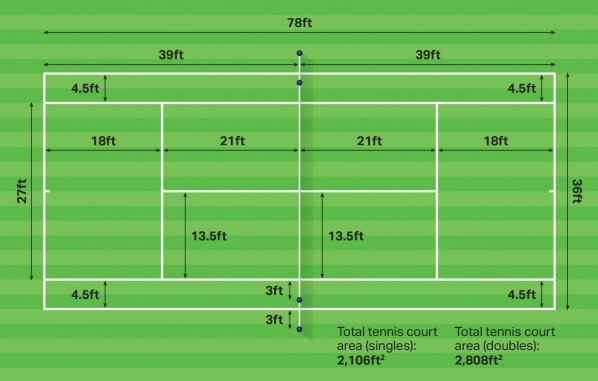 78ft
39ft
39ft
4.5ft
4.5ft
18ft
21ft
21ft
18ft
27ft
36ft
13.5ft
13.5ft
4.5ft
3ft
4.5ft
3ft
Total tennis court
area (singles):
2,106ft²
Total tennis court
area (doubles):
2,808ft²